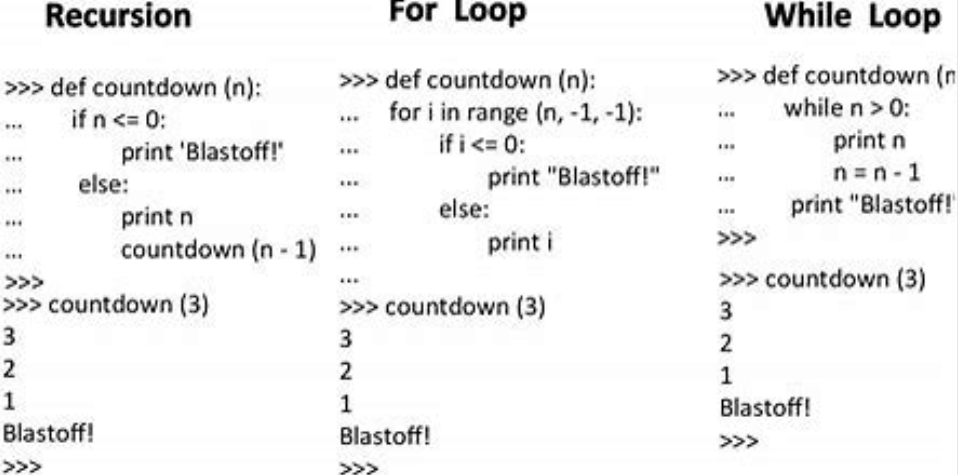 Recursion
>>> def countdown (n):
... if n <= 0:
... print 'Blastoff!'
... else:
... print n
... countdown (n - 1)
>>>
>>> countdown (3)
3
2
1
Blastoff!
>>>
For Loop
>>> def countdown (n):
... for i in range (n, -1, -1):
... if i <= 0:
... print "Blastoff!"
... else:
... print i
...
>>> countdown (3)
3
2
1
Blastoff!
>>>
While Loop
>>> def countdown (n
... while n > 0:
... print n
... n = n - 1
... print "Blastoff!
>>>
>>> countdown (3)
3
2
1
Blastoff!
>>>